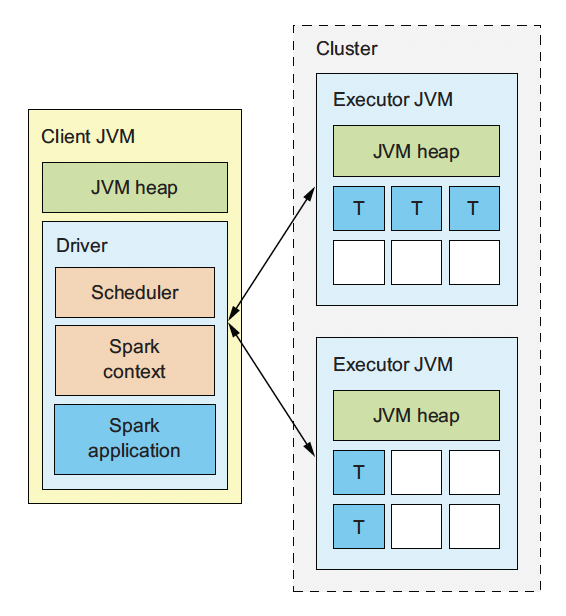 Client JVM
JVM heap
Driver
Scheduler
Spark
context
Spark
application
Cluster
Executor JVM
JVM heap
T T T
Executor JVM
JVM heap
T
T